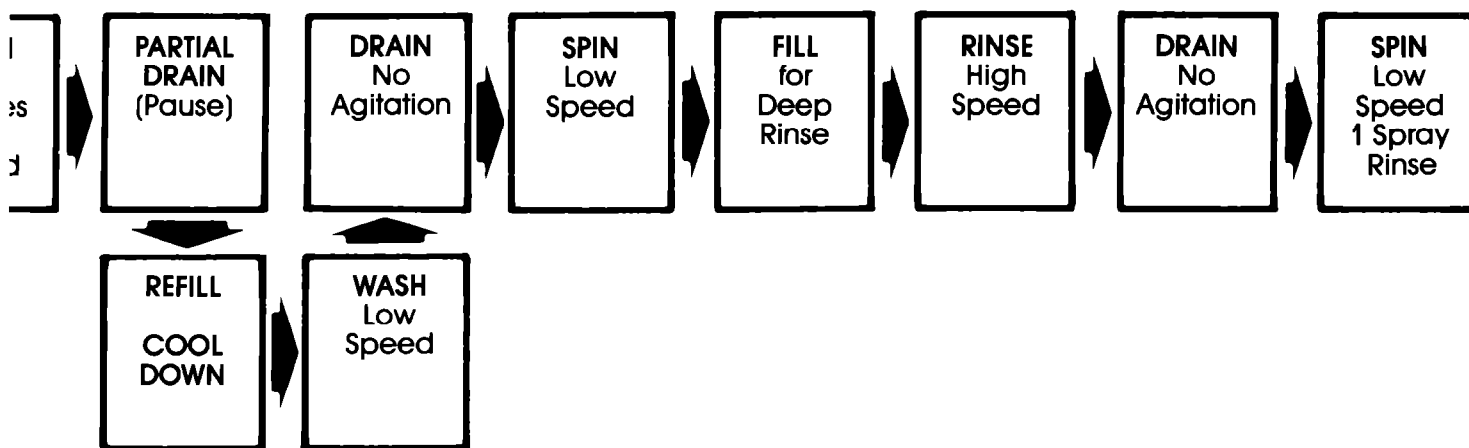 PARTIAL
DRAIN
(Pause)
REFILL
COOL
DOWN
WASH
Low
Speed
DRAIN
No
Agitation
SPIN
Low
Speed
FILL
for
Deep
Rinse
RINSE
High
Speed
DRAIN
No
Agitation
SPIN
Low
Speed
1 Spray
Rinse